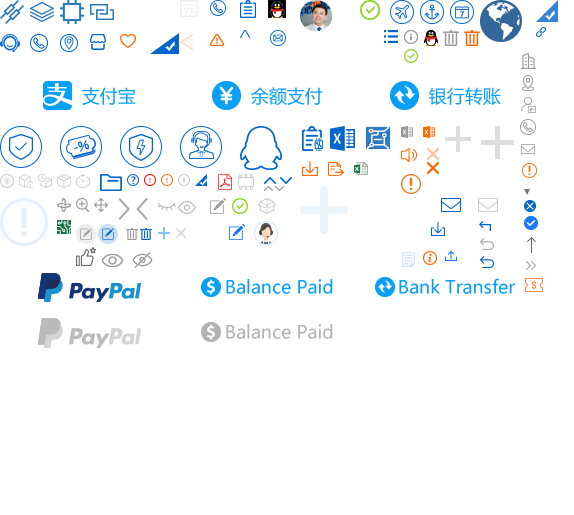 支付宝
余额支付
银行转账
-%
7
PayPal
$ Balance Paid
Bank Transfer
$
PayPal
$ Balance Paid